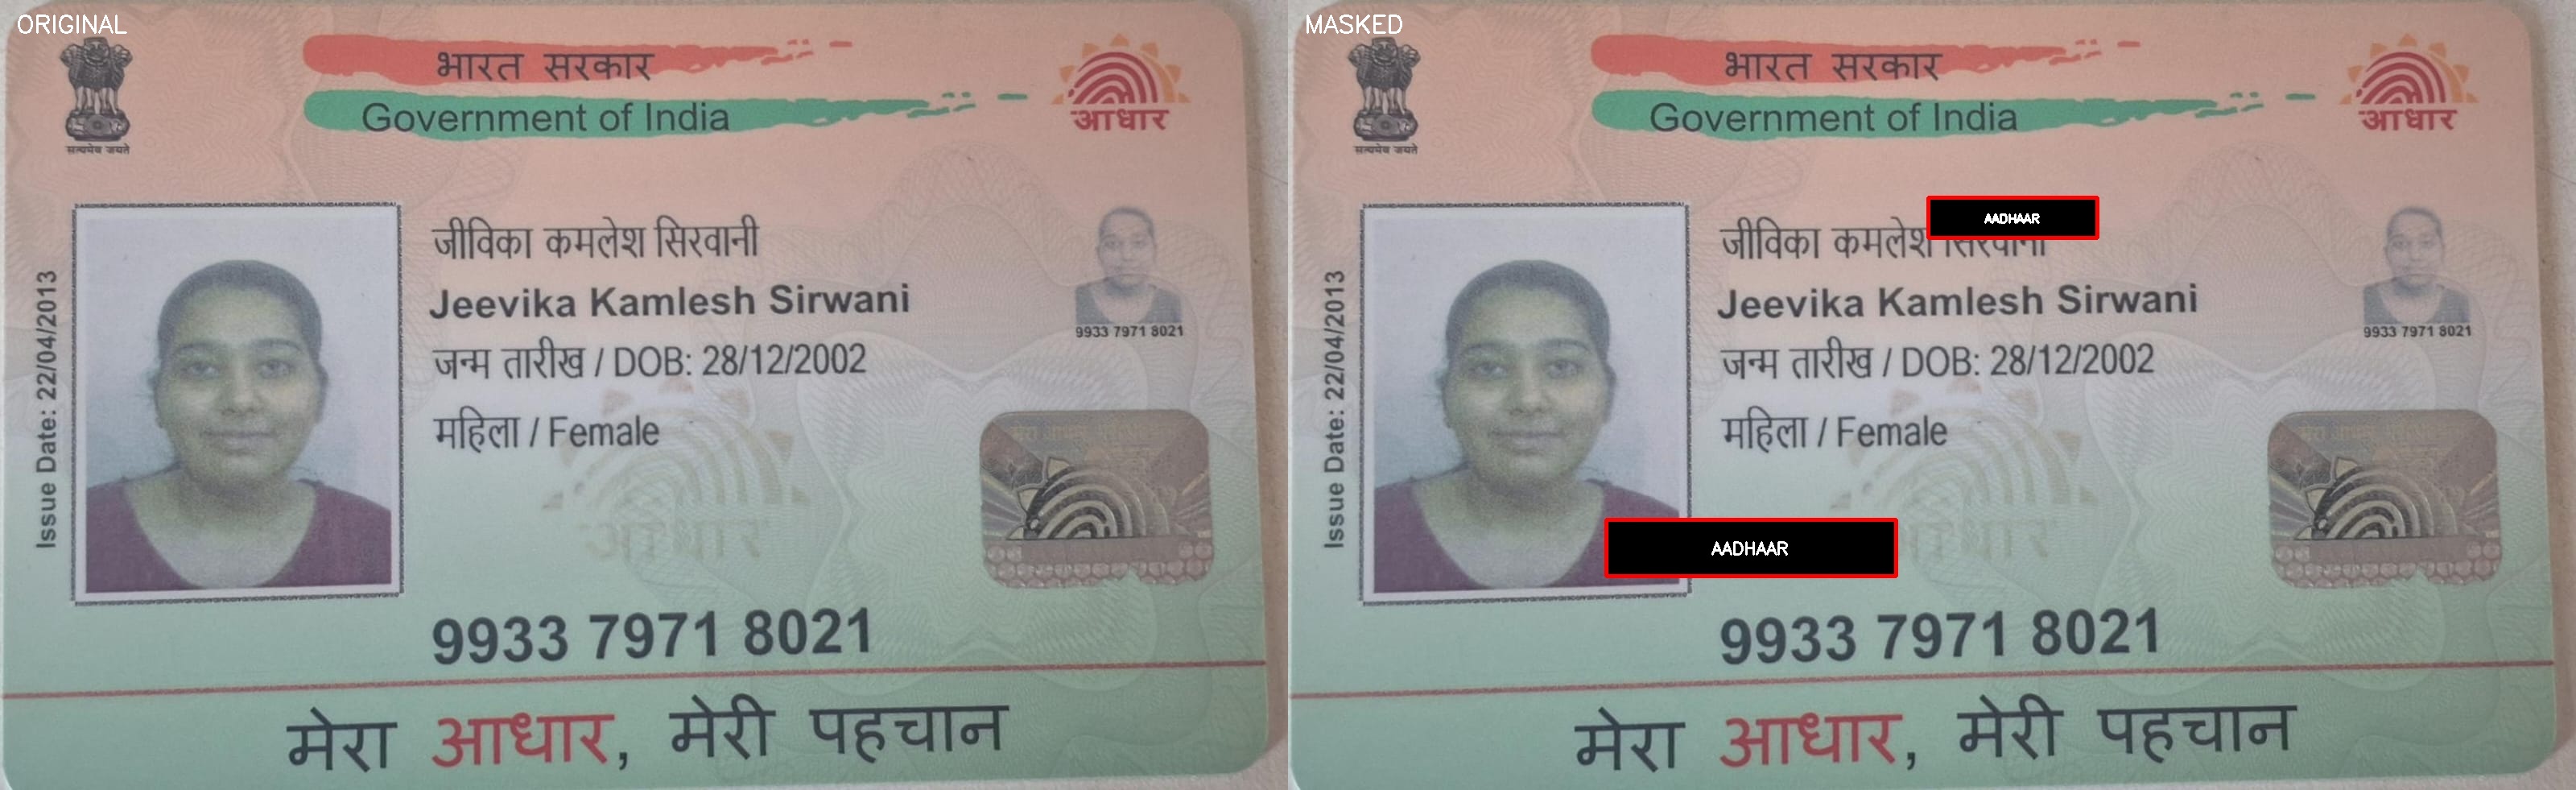 ORIGINAL
भारत सरकार
Government of India
आधार
सत्यमेव जयते
जीविका कमलेश सिरवानी
Jeevika Kamlesh Sirwani
जन्म तारीख / DOB: 28/12/2002
महिला / Female
9933 7971 8021
Issue Date: 22/04/2013
9933 7971 8021
मेरा आधार, मेरी पहचान
MASKED
भारत सरकार
Government of India
आधार
सत्यमेव जयते
AADHAAR
जीविका कमलेश
Jeevika Kamlesh Sirwani
जन्म तारीख / DOB: 28/12/2002
महिला / Female
9933 7971 8021
Issue Date: 22/04/2013
AADHAAR
9933 7971 8021
मेरा आधार, मेरी पहचान